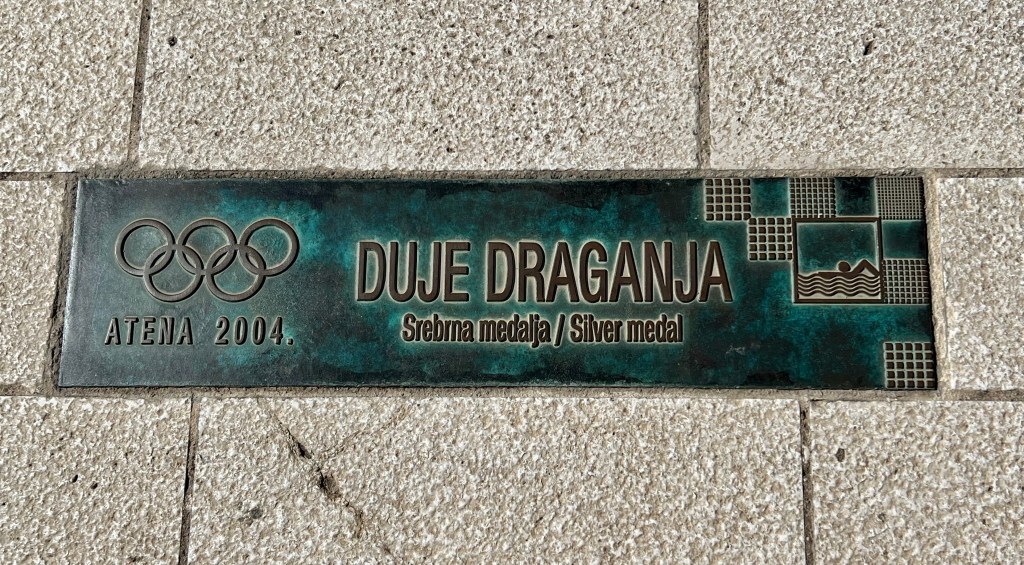 ATENA 2004.
DUJE DRAGANJA
Srebrna medalja / Silver medal